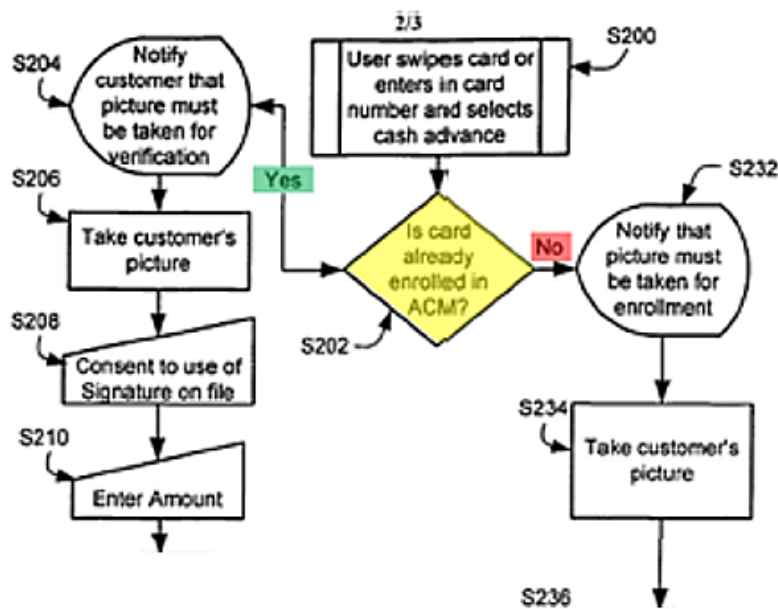 2/3
S200
User swipes card or
enters in card
number and selects
cash advance
S204
Notify
customer that
picture must
be taken for
verification
Yes
S206
Take customer's
picture
S202
Is card
already
enrolled in
ACM?
No
S232
Notify that
picture must
be taken for
enrollment
S208
Consent to use of
Signature on file
S210
Enter Amount
S234
Take customer's
picture
S236